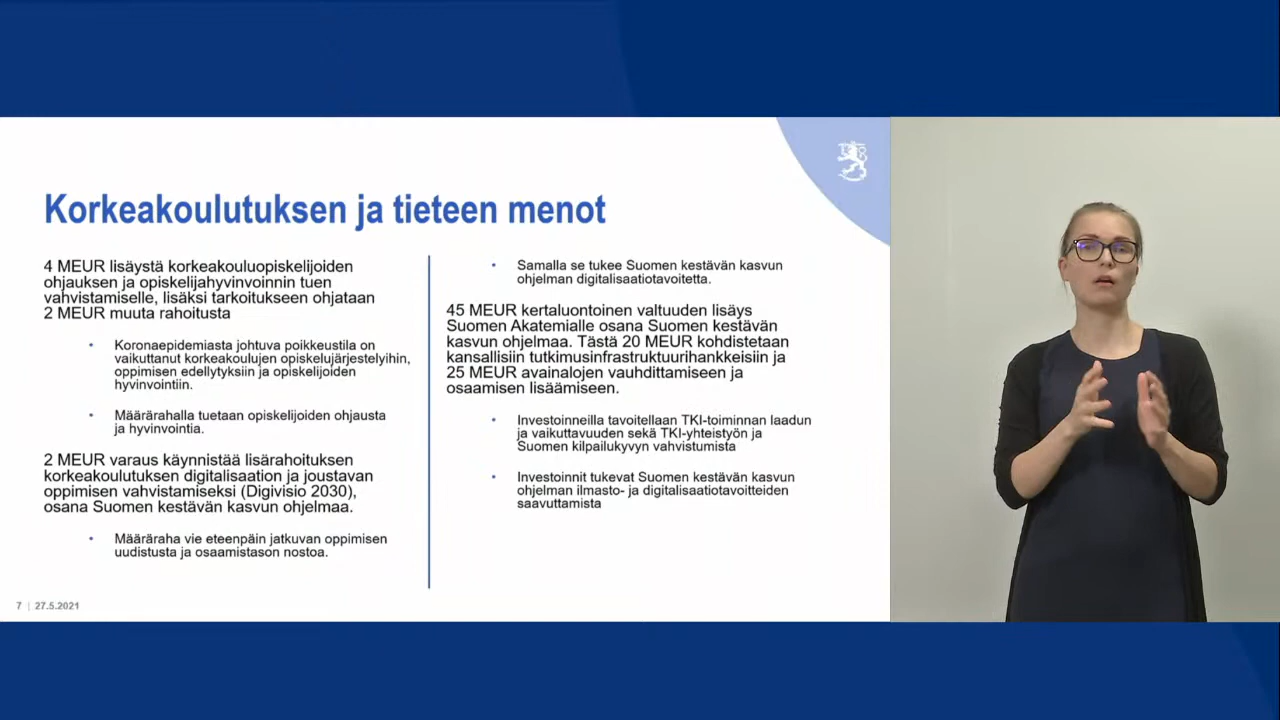 Korkeakoulutuksen ja tieteen menot
4 MEUR lisäystä korkeakouluopiskelijoiden
ohjauksen ja opiskelijahyvinvoinnin tuen
vahvistamiselle, lisäksi tarkoitukseen ohjataan
2 MEUR muuta rahoitusta
• Koronaepidemiasta johtuva poikkeustila on
vaikuttanut korkeakoulujen opiskelujärjestelyihin,
oppimisen edellytyksiin ja opiskelijoiden
hyvinvointiin.
• Määrärahalla tuetaan opiskelijoiden ohjausta
ja hyvinvointia.
2 MEUR varaus käynnistää lisärahoituksen
korkeakoulutuksen digitalisaation ja joustavan
oppimisen vahvistamiseksi (Digivisio 2030),
osana Suomen kestävän kasvun ohjelmaa.
• Määräraha vie eteenpäin jatkuvan oppimisen
uudistusta ja osaamistason nostoa.
• Samalla se tukee Suomen kestävän kasvun
ohjelman digitalisaatiotavoitetta.
45 MEUR kertaluontoinen valtuuden lisäys
Suomen Akatemialle osana Suomen kestävän
kasvun ohjelmaa. Tästä 20 MEUR kohdistetaan
kansallisiin tutkimusinfrastruktuurihankkeisiin ja
25 MEUR avainalojen vauhdittamiseen ja
osaamisen lisäämiseen.
• Investoinneilla tavoitellaan TKI-toiminnan laadun
ja vaikuttavuuden sekä TKI-yhteistyön ja
Suomen kilpailukyvyn vahvistumista
• Investoinnit tukevat Suomen kestävän kasvun
ohjelman ilmasto- ja digitalisaatiotavoitteiden
saavuttamista
7 | 27.5.2021